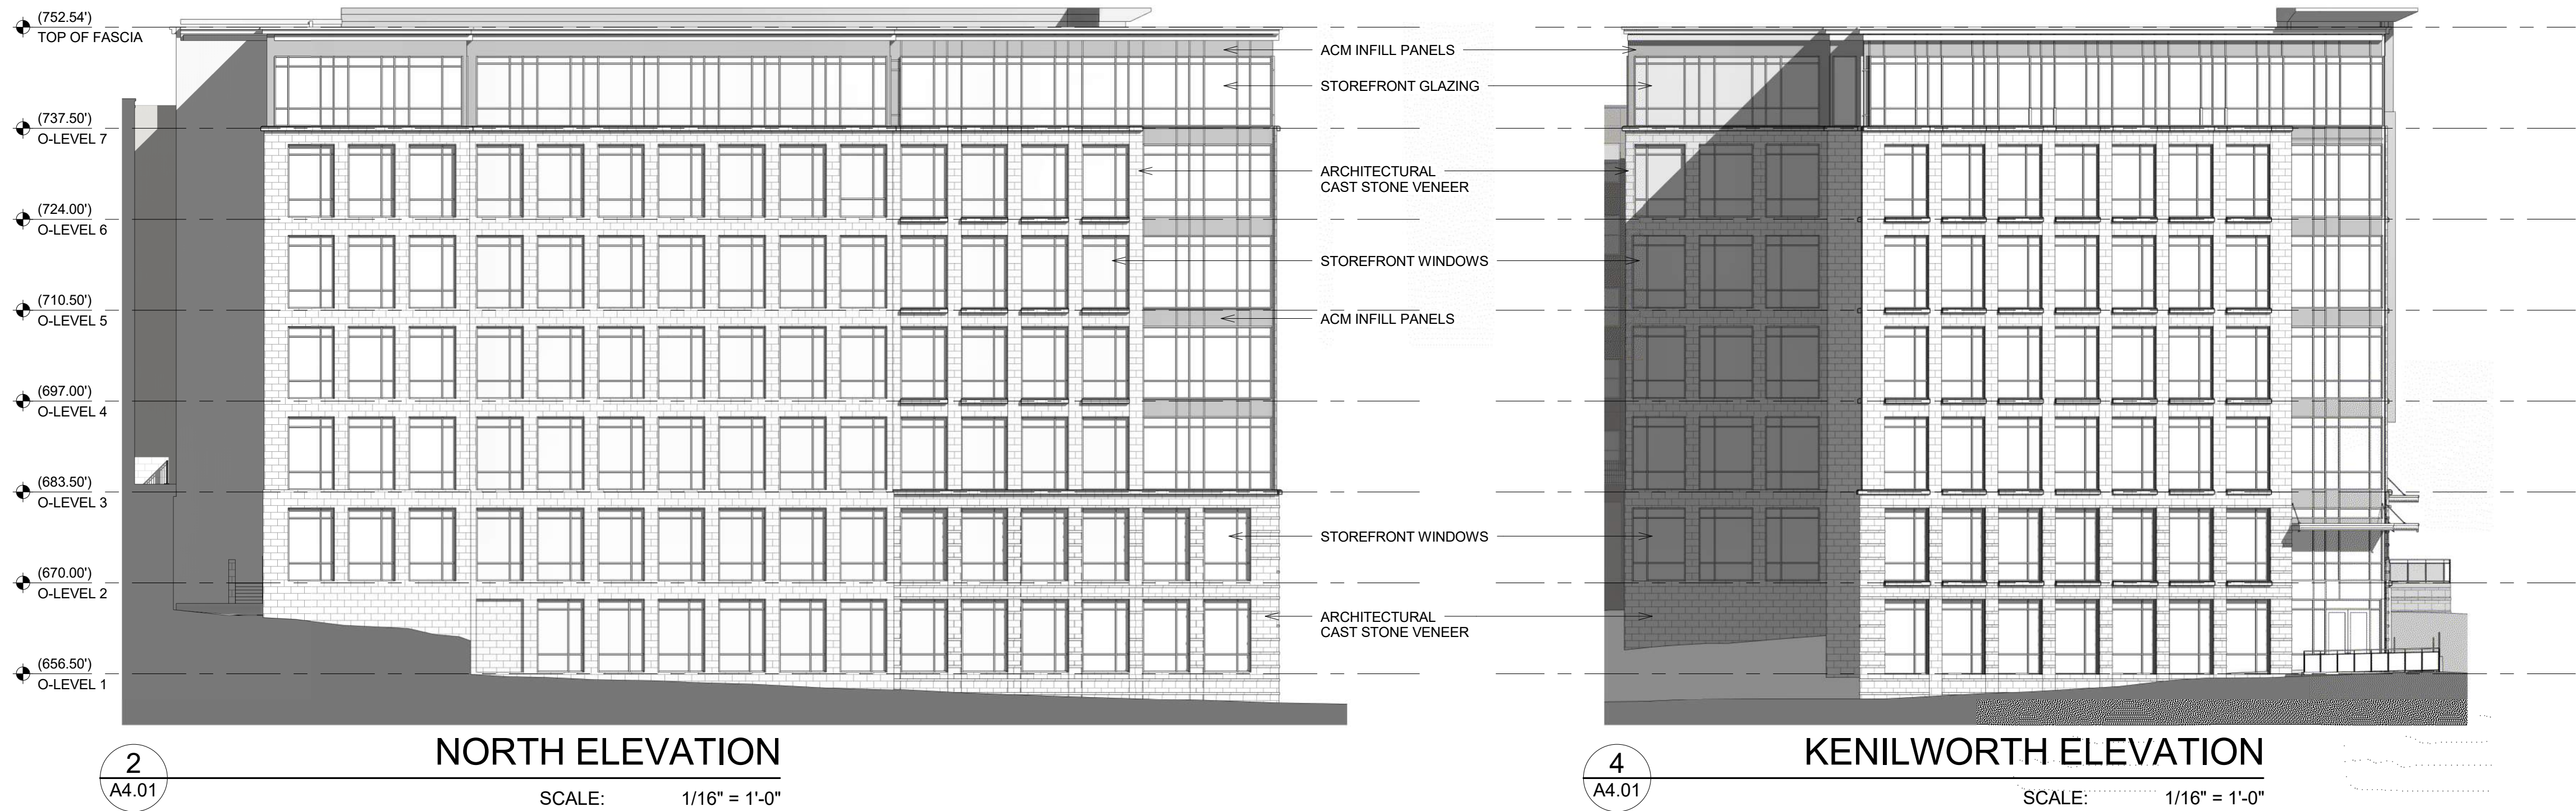 (752.54')
TOP OF FASCIA
(737.50')
O-LEVEL 7
(724.00')
O-LEVEL 6
(710.50')
O-LEVEL 5
(697.00')
O-LEVEL 4
(683.50')
O-LEVEL 3
(670.00')
O-LEVEL 2
(656.50')
O-LEVEL 1
ACM INFILL PANELS
STOREFRONT GLAZING
ARCHITECTURAL
CAST STONE VENEER
STOREFRONT WINDOWS
ACM INFILL PANELS
STOREFRONT WINDOWS
ARCHITECTURAL
CAST STONE VENEER
2
A4.01
NORTH ELEVATION
SCALE: 1/16" = 1'-0"
4
A4.01
KENILWORTH ELEVATION
SCALE: 1/16" = 1'-0"